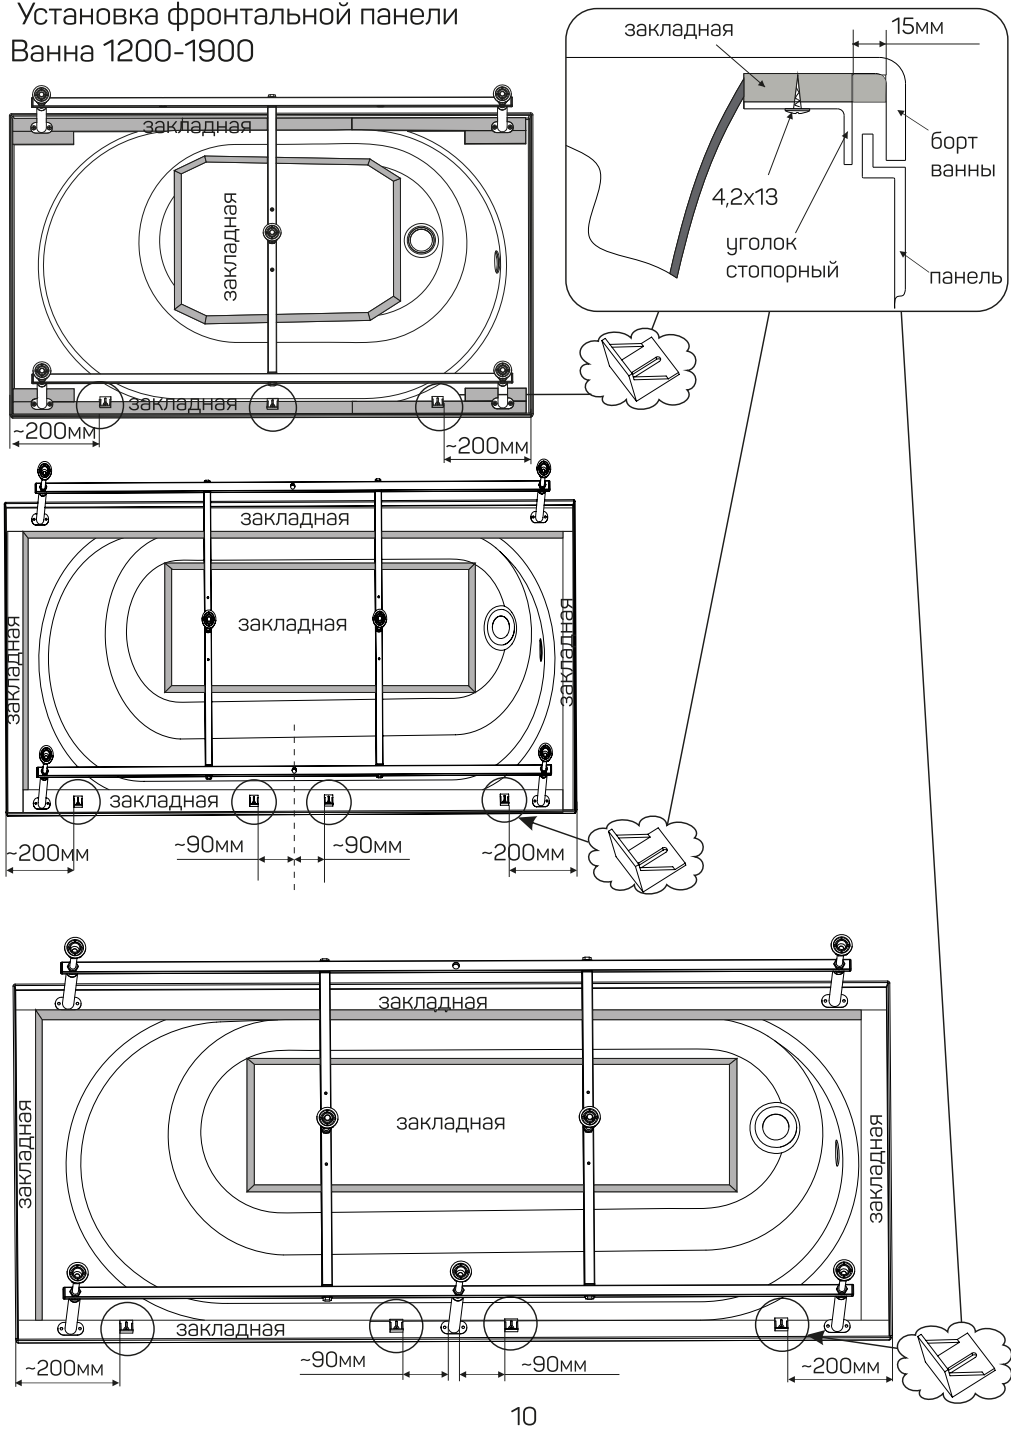 Установка фронтальной панели
Ванна 1200-1900
закладная
15мм
борт
ванны
4,2x13
уголок
стопорный
панель
закладная
закладная
закладная
~200мм
~200мм
закладная
закладная
закладная
закладная
закладная
~200мм
~90мм
~90мм
~200мм
закладная
закладная
закладная
закладная
закладная
~200мм
~90мм
~90мм
~200мм
10